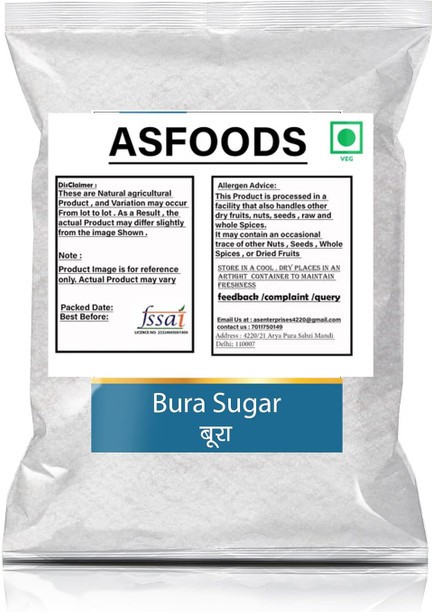 ASFOODS
VEG
DisClaimer :
These are Natural agricultural
Product , and Variation may occur
From lot to lot . As a Result , the
actual Product may differ slightly
from the image Shown .
Note :
Product Image is for reference
only. Actual Product may vary
Packed Date:
Best Before:
fssai
Allergen Advice:
This Product is processed in a
facility that also handles other
dry fruits, nuts, seeds , raw and
whole Spices.
It may contain an occasional
trace of other Nuts , Seeds , Whole
Spices , or Dried Fruits
STORE IN A COOL , DRY PLACES IN AN
ARTIGHT CONTAINER TO MAINTAIN
FRESHNESS
feedback /complaint /query
Email Us at : asenterprises4220@gmail.com
contact us : 7011750149
Address : 4220/21 Arya Pura Sabzi Mandi
Delhi; 110007
Bura Sugar
बूरा